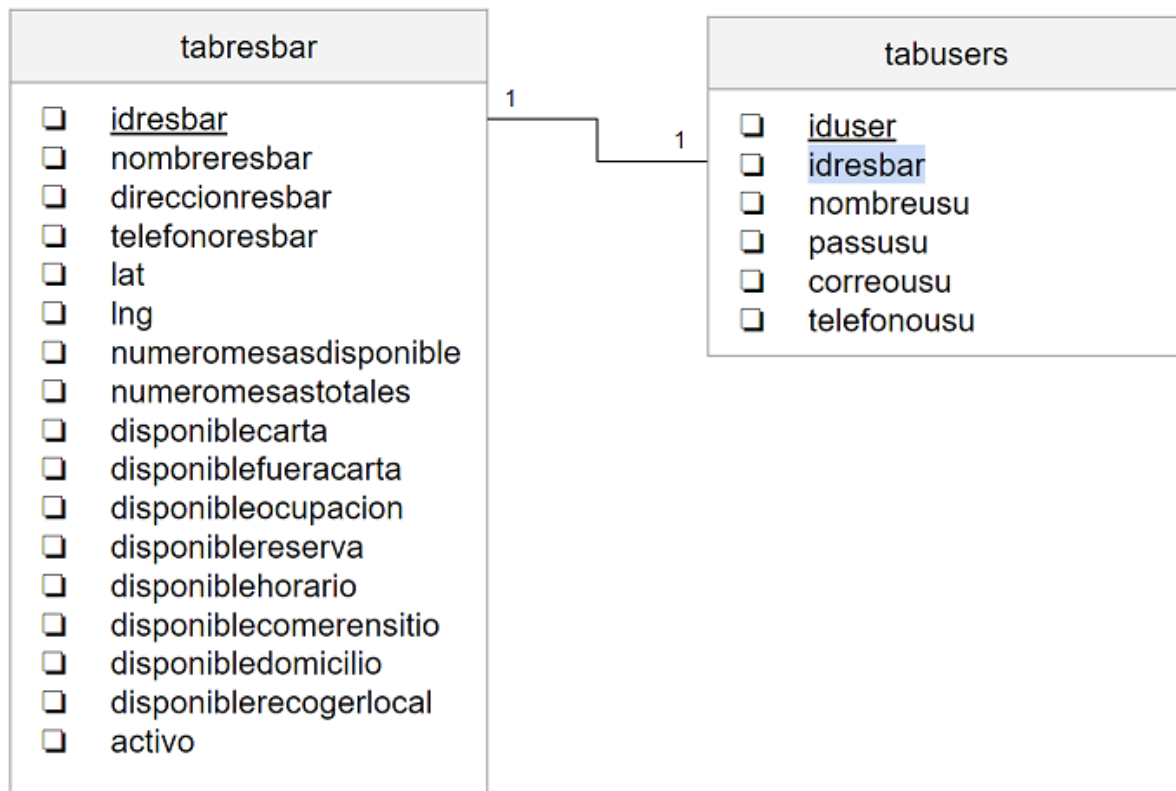 tabresbar
idresbar
nombreresbar
direccionresbar
telefonoresbar
lat
lng
numeromesasdisponible
numeromesastotales
disponiblecarta
disponiblefueracarta
disponibleocupacion
disponiblereserva
disponiblehorario
disponiblecomerensitio
disponibledomicilio
disponiblerecogerlocal
activo
1
1
tabusers
iduser
idresbar
nombreusu
passusu
correousu
telefonousu